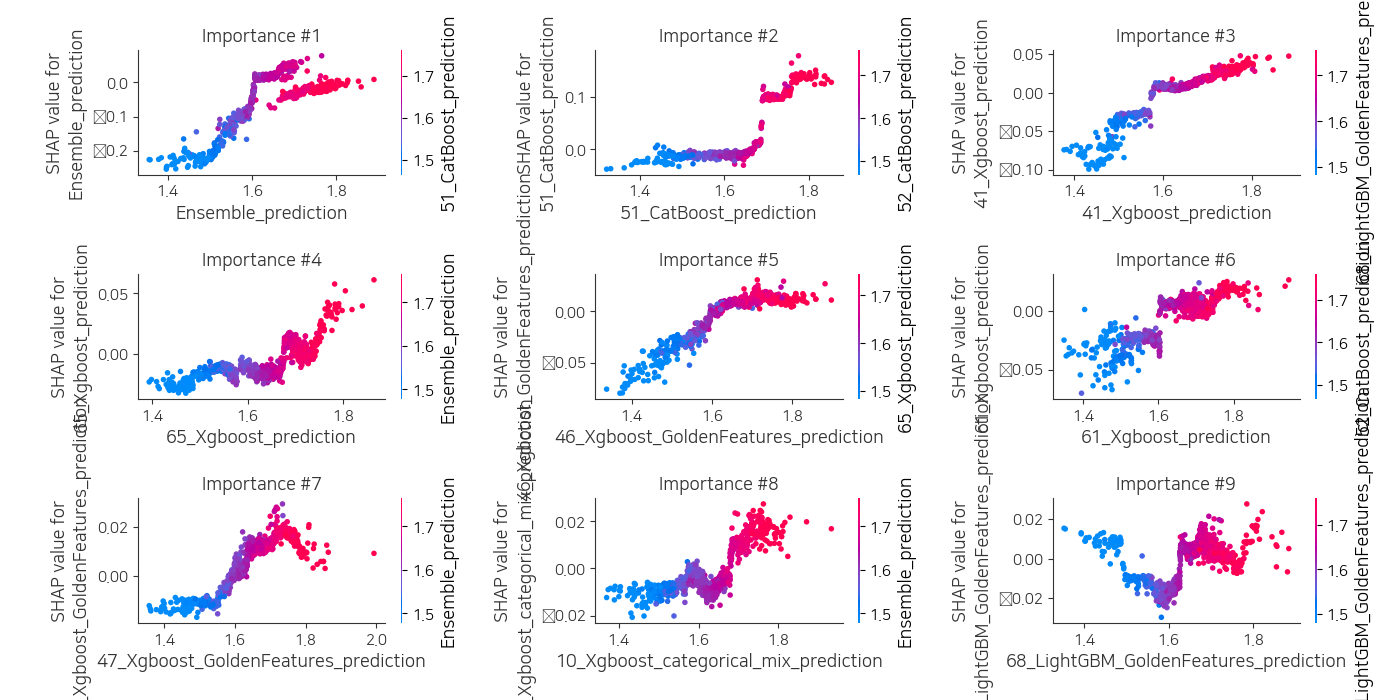 Importance #1
SHAP value for
Ensemble_prediction
0.0
0.1
0.2
1.4
1.6
1.8
Ensemble_prediction
1.7
1.6
1.5
51_CatBoost_prediction
Importance #2
SHAP value for
51_CatBoost_prediction
0.1
0.0
1.4
1.6
1.8
51_CatBoost_prediction
1.7
1.6
1.5
52_CatBoost_prediction
Importance #3
SHAP value for
41_Xgboost_prediction
0.05
0.00
0.05
0.10
1.4
1.6
1.8
41_Xgboost_prediction
1.7
1.6
1.5
Importance #4
SHAP value for
65_Xgboost_prediction
0.05
0.00
1.4
1.6
1.8
65_Xgboost_prediction
1.7
1.6
1.5
Ensemble_prediction
Importance #5
SHAP value for
46_Xgboost_GoldenFeatures_prediction
0.00
0.05
1.4
1.6
1.8
46_Xgboost_GoldenFeatures_prediction
1.7
1.6
1.5
65_Xgboost_prediction
Importance #6
SHAP value for
61_Xgboost_prediction
0.00
0.05
1.4
1.6
1.8
61_Xgboost_prediction
1.7
1.6
1.5
52_CatBoost_prediction
Importance #7
SHAP value for
_Xgboost_GoldenFeatures_prediction
0.02
0.00
1.4
1.6
1.8
2.0
47_Xgboost_GoldenFeatures_prediction
1.7
1.6
1.5
Ensemble_prediction
Importance #8
SHAP value for
_Xgboost_categorical_mix_prediction
0.02
0.00
0.02
1.4
1.6
1.8
10_Xgboost_categorical_mix_prediction
1.7
1.6
1.5
Ensemble_prediction
Importance #9
SHAP value for
LightGBM_GoldenFeatures_prediction
0.02
0.00
0.02
1.4
1.6
1.8
68_LightGBM_GoldenFeatures_prediction
1.7
1.6
1.5